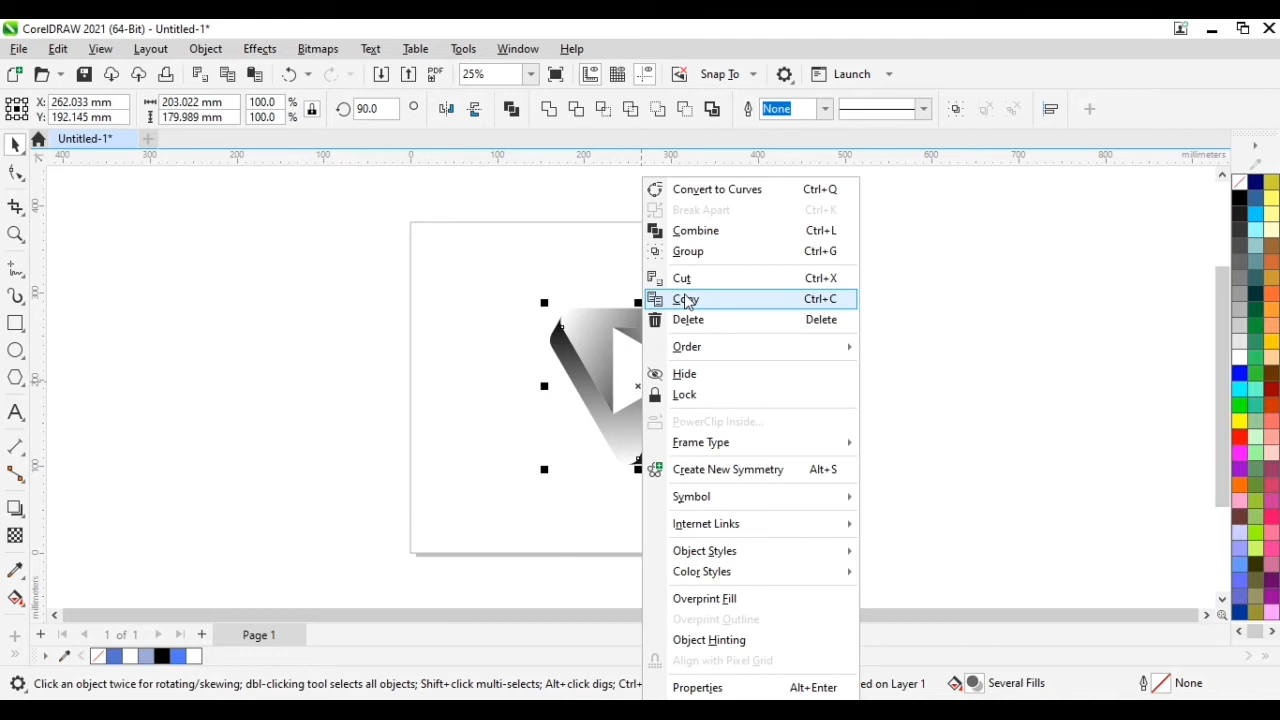 CorelDRAW 2021 (64-Bit) - Untitled-1*
File Edit View Layout Object Effects Bitmaps Text Table Tools Window Help
PDF 25% Snap To Launch
X: 262.033 mm 203.022 mm 100.0 % 90.0 None
Y: 192.145 mm 179.989 mm 100.0 %
Untitled-1*
400 300 200 100 0 100 200 300 400 500 600 700 800 millimeters
400
300
200
100
0
millimeters
Convert to Curves Ctrl+Q
Break Apart Ctrl+K
Combine Ctrl+L
Group Ctrl+G
Cut Ctrl+X
Copy Ctrl+C
Delete Delete
Order
Hide
Lock
PowerClip Inside...
Frame Type
Create New Symmetry Alt+S
Symbol
Internet Links
Object Styles
Color Styles
Overprint Fill
Overprint Outline
Object Hinting
Align with Pixel Grid
Properties Alt+Enter
1 of 1 Page 1
Click an object twice for rotating/skewing; dbl-clicking tool selects all objects; Shift+click multi-selects; Alt+click digs; Ctrl+ ed on Layer 1 Several Fills None